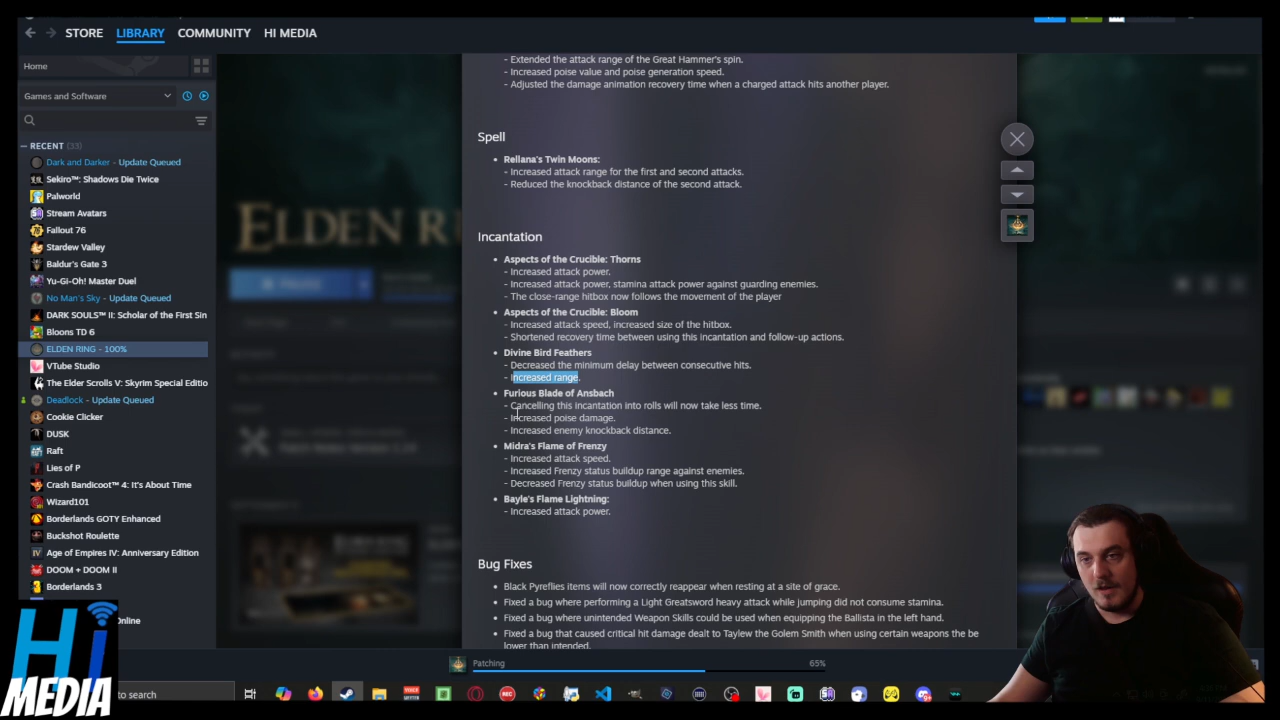 STORE LIBRARY COMMUNITY HI MEDIA
Home
Games and Software
RECENT (33)
Dark and Darker - Update Queued
Sekiro™: Shadows Die Twice
Palworld
Stream Avatars
Fallout 76
Stardew Valley
Baldur's Gate 3
Yu-Gi-Oh! Master Duel
No Man's Sky - Update Queued
DARK SOULS™ II: Scholar of the First Sin
Bloons TD 6
ELDEN RING - 100%
VTube Studio
The Elder Scrolls V: Skyrim Special Edition
Deadlock - Update Queued
Cookie Clicker
DUSK
Raft
Lies of P
Crash Bandicoot™ 4: It's About Time
Wizard101
Borderlands GOTY Enhanced
Buckshot Roulette
Age of Empires IV: Anniversary Edition
DOOM + DOOM II
Borderlands 3
Online
ELDEN R
- Extended the attack range of the Great Hammer's spin.
- Increased poise value and poise generation speed.
- Adjusted the damage animation recovery time when a charged attack hits another player.
Spell
• Rellana's Twin Moons:
- Increased attack range for the first and second attacks.
- Reduced the knockback distance of the second attack.
Incantation
• Aspects of the Crucible: Thorns
- Increased attack power.
- Increased attack power, stamina attack power against guarding enemies.
- The close-range hitbox now follows the movement of the player
• Aspects of the Crucible: Bloom
- Increased attack speed, increased size of the hitbox.
- Shortened recovery time between using this incantation and follow-up actions.
• Divine Bird Feathers
- Decreased the minimum delay between consecutive hits.
- Increased range.
• Furious Blade of Ansbach
- Cancelling this incantation into rolls will now take less time.
- Increased poise damage.
- Increased enemy knockback distance.
• Midra's Flame of Frenzy
- Increased attack speed.
- Increased Frenzy status buildup range against enemies.
- Decreased Frenzy status buildup when using this skill.
• Bayle's Flame Lightning:
- Increased attack power.
Bug Fixes
• Black Pyreflies items will now correctly reappear when resting at a site of grace.
• Fixed a bug where performing a Light Greatsword heavy attack while jumping did not consume stamina.
• Fixed a bug where unintended Weapon Skills could be used when equipping the Ballista in the left hand.
• Fixed a bug that caused critical hit damage dealt to Taylew the Golem Smith when using certain weapons the be
lower than intended.
Patching 65%
to search
REC
Hi
MEDIA